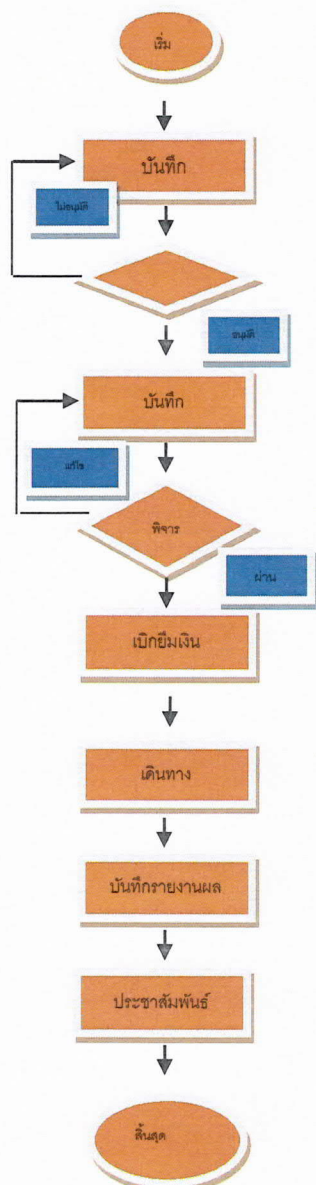 เริ่ม
บันทึก
ไม่อนุมัติ
อนุมัติ
บันทึก
แก้ไข
พิจาร
ผ่าน
เบิกยืมเงิน
เดินทาง
บันทึกรายงานผล
ประชาสัมพันธ์
สิ้นสุด